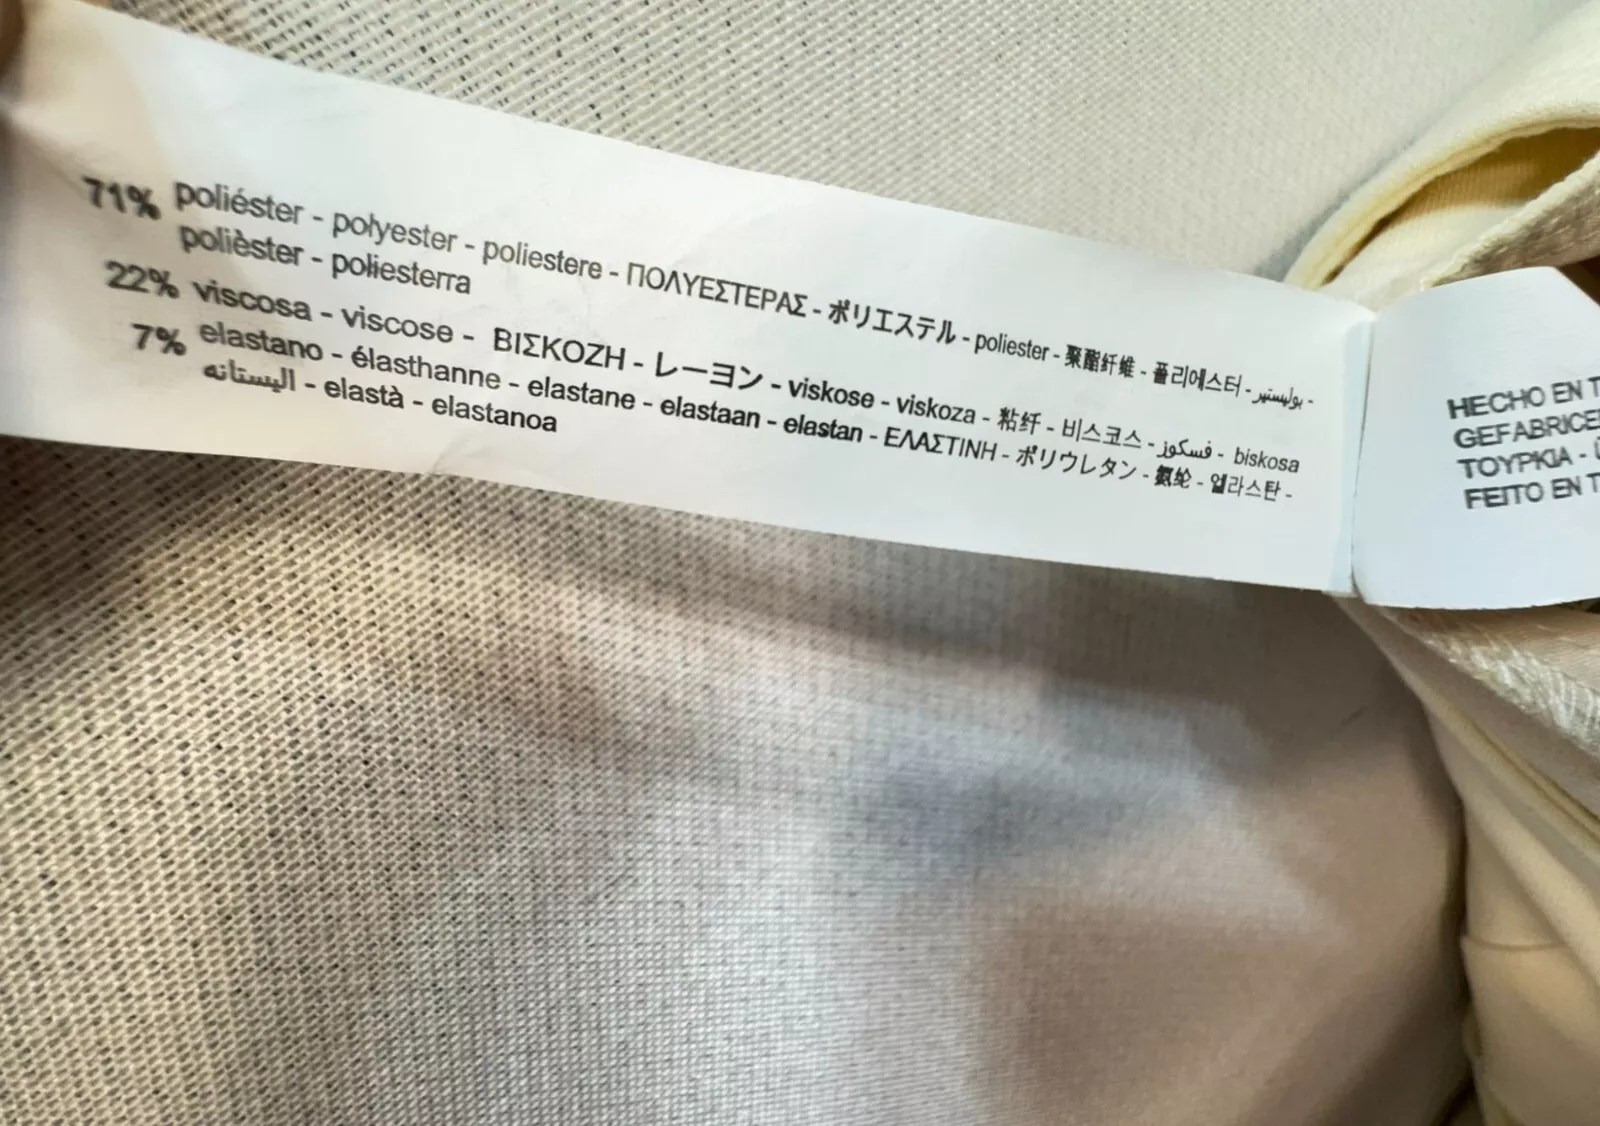 71% poliéster - polyester - poliestere - ΠΟΛΥΕΣΤΕΡΑΣ - ポリエステル - poliester - 聚酯纤维 - 폴리에스터 - بوليستير -
polièster - poliesterra
22% viscosa - viscose - ΒΙΣΚΟΖΗ - レーヨン - viskose - viskoza - 粘纤 - 비스코스 - فسكوز - biskosa
7% elastano - élasthanne - elastane - elastaan - elastan - ΕΛΑΣΤΙΝΗ - ポリウレタン - 氨纶 - 엘라스탄 -
اليستانه - elastà - elastanoa
HECHO EN T
GEFABRICE
ΤΟΥΡΚΙΑ -
FEITO EN T